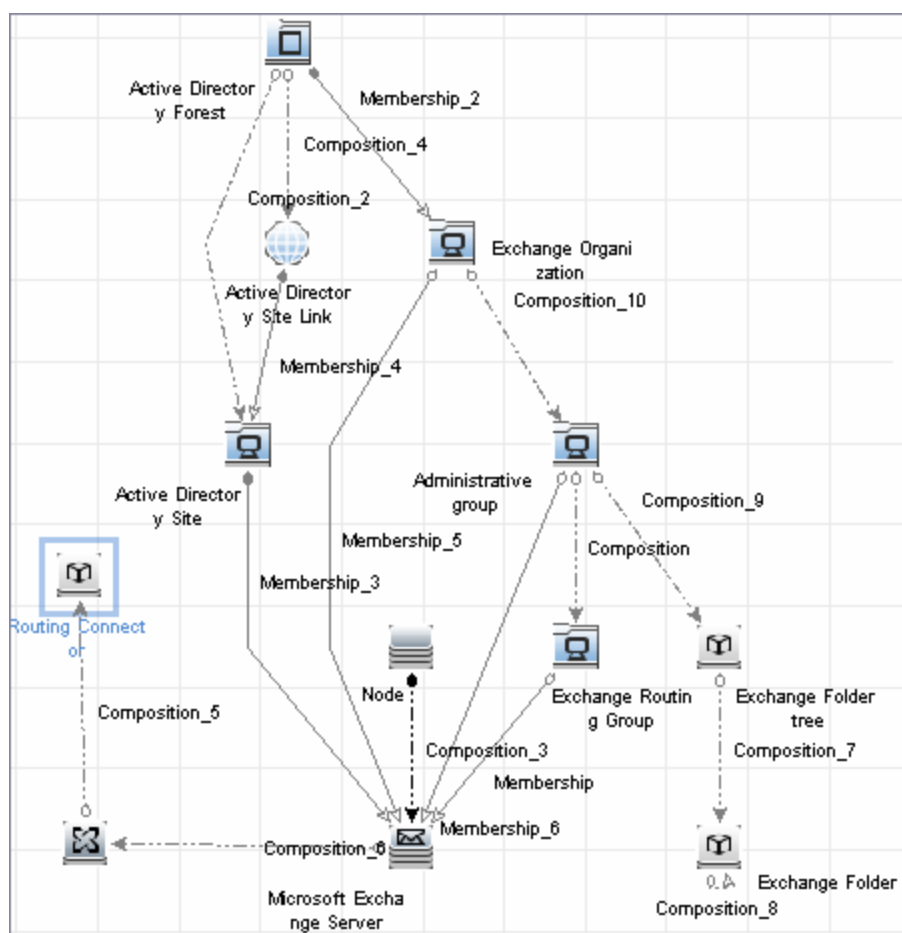 Active Director
y Forest
Membership_2
Composition_4
Composition_2
Exchange Organi
zation
Active Director
y Site Link
Composition_10
Membership_4
Administrative
group
Composition_9
Active Director
y Site
Membership_5
Composition
Membership_3
Routing Connect
or
Node
Exchange Routin
g Group
Exchange Folder
tree
Composition_5
Composition_3
Composition_7
Membership
Membership_6
Composition_6
Exchange Folder
Microsoft Excha
nge Server
Composition_8